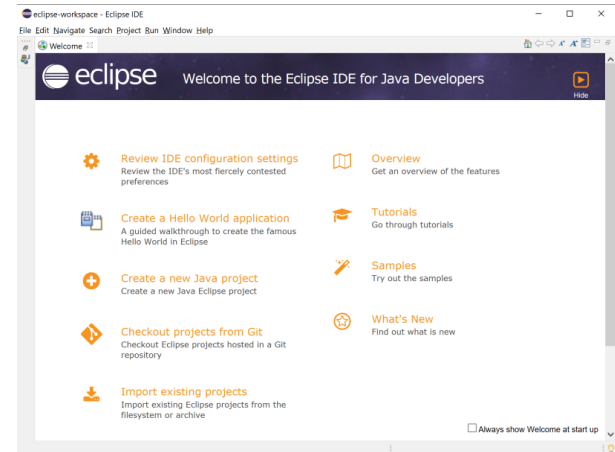 eclipse-workspace - Eclipse IDE
File Edit Navigate Search Project Run Window Help
Welcome
eclipse
Welcome to the Eclipse IDE for Java Developers
Hide
Review IDE configuration settings
Review the IDE's most fiercely contested
preferences
Create a Hello World application
A guided walkthrough to create the famous
Hello World in Eclipse
Create a new Java project
Create a new Java Eclipse project
Checkout projects from Git
Checkout Eclipse projects hosted in a Git
repository
Import existing projects
Import existing Eclipse projects from the
filesystem or archive
Overview
Get an overview of the features
Tutorials
Go through tutorials
Samples
Try out the samples
What's New
Find out what is new
Always show Welcome at start up